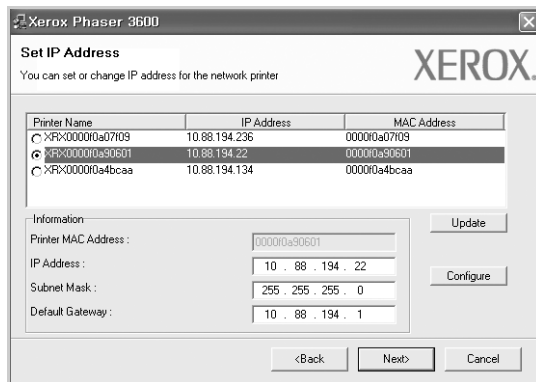 Xerox Phaser 3600
Set IP Address
You can set or change IP address for the network printer
XEROX.
Printer Name IP Address MAC Address
XRX0000f0a07f09 10.88.194.236 0000f0a07f09
XRX0000f0a90601 10.88.194.22 0000f0a90601
XRX0000f0a4bcaa 10.88.194.134 0000f0a4bcaa
Information
Printer MAC Address : 0000f0a90601
Update
IP Address : 10 . 88 . 194 . 22
Configure
Subnet Mask : 255 . 255 . 255 . 0
Default Gateway : 10 . 88 . 194 . 1
<Back Next> Cancel